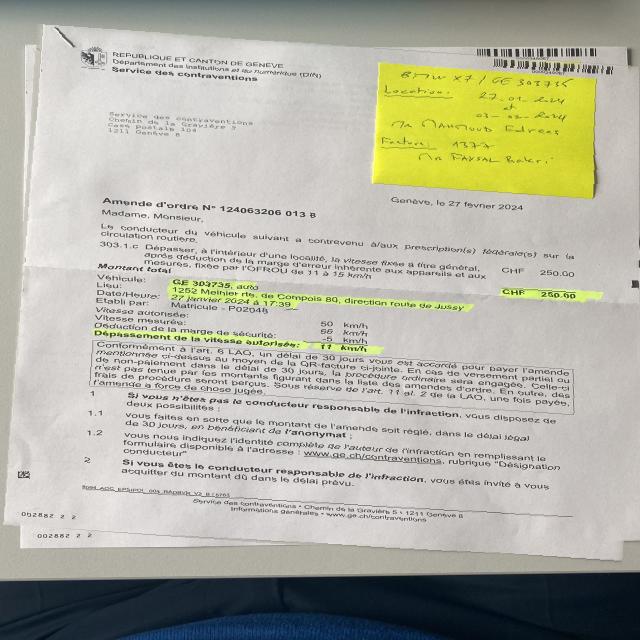 REPUBLIQUE ET CANTON DE GENÈVE
Département des institutions et du numérique (DIN)
Service des contraventions
BMW X7 / GE 303735
Location: 27.01.2024
et
03-02-2024
Mr MAHMOUD Edrees
Facture: 1377
Mr FAYSAL
Service des contraventions
Chemin de la Gravière 5
Case postale 104
1211 Genève 8
Genève, le 27 février 2024
Amende d'ordre N° 124063206 013 8
Madame, Monsieur,
Le conducteur du véhicule suivant a contrevenu à/aux prescription(s) fédérale(s) sur la
circulation routière.
303.1.c Dépasser, à l'intérieur d'une localité, la vitesse fixée à titre général,
après déduction de la marge d'erreur inhérente aux appareils et aux
mesures, fixée par l'OFROU de 11 à 15 km/h CHF 250.00
Montant total CHF 250.00
Véhicule: GE 303735, auto
Lieu: 1252 Meinier rte. de Compois 80, direction route de Jussy
Date/Heure: 27 janvier 2024 à 17:39
Etabli par: Matricule - P02048
Vitesse autorisée: 50 km/h
Vitesse mesurée: 66 km/h
Déduction de la marge de sécurité: -5 km/h
Dépassement de la vitesse autorisée: 11 km/h
Conformément à l'art. 6 LAO, un délai de 30 jours vous est accordé pour payer l'amende
mentionnée ci-dessus au moyen de la QR-facture ci-jointe. En cas de versement partiel ou
de non-paiement dans le délai de 30 jours, la procédure ordinaire sera engagée. Celle-ci
n'est pas tenue par les montants figurant dans la liste des amendes d'ordre. En outre, des
frais de procédure seront perçus. Sous réserve de l'art. 11 al. 2 de la LAO, une fois payée,
l'amende a force de chose jugée.
1 Si vous n'êtes pas le conducteur responsable de l'infraction, vous disposez de
deux possibilités :
1.1 vous faites en sorte que le montant de l'amende soit réglé, dans le délai légal
de 30 jours, en bénéficiant de l'anonymat ;
1.2 vous nous indiquez l'identité complète de l'auteur de l'infraction en remplissant le
formulaire disponible à l'adresse : www.ge.ch/contraventions, rubrique "Désignation
conducteur"
2 Si vous êtes le conducteur responsable de l'infraction, vous êtes invité à vous
acquitter du montant dû dans le délai prévu.
Service des contraventions • Chemin de la Gravière 5 • 1211 Genève 8
Informations générales • www.ge.ch/contraventions
002882 2 2
002882 2 2